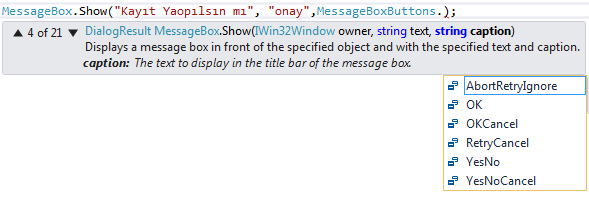 MessageBox.Show("Kayıt Yaopılsın mı", "onay",MessageBoxButtons.);
▲ 4 of 21 ▼ DialogResult MessageBox.Show(IWin32Window owner, string text, string caption)
Displays a message box in front of the specified object and with the specified text and caption.
caption: The text to display in the title bar of the message box.
AbortRetryIgnore
OK
OKCancel
RetryCancel
YesNo
YesNoCancel